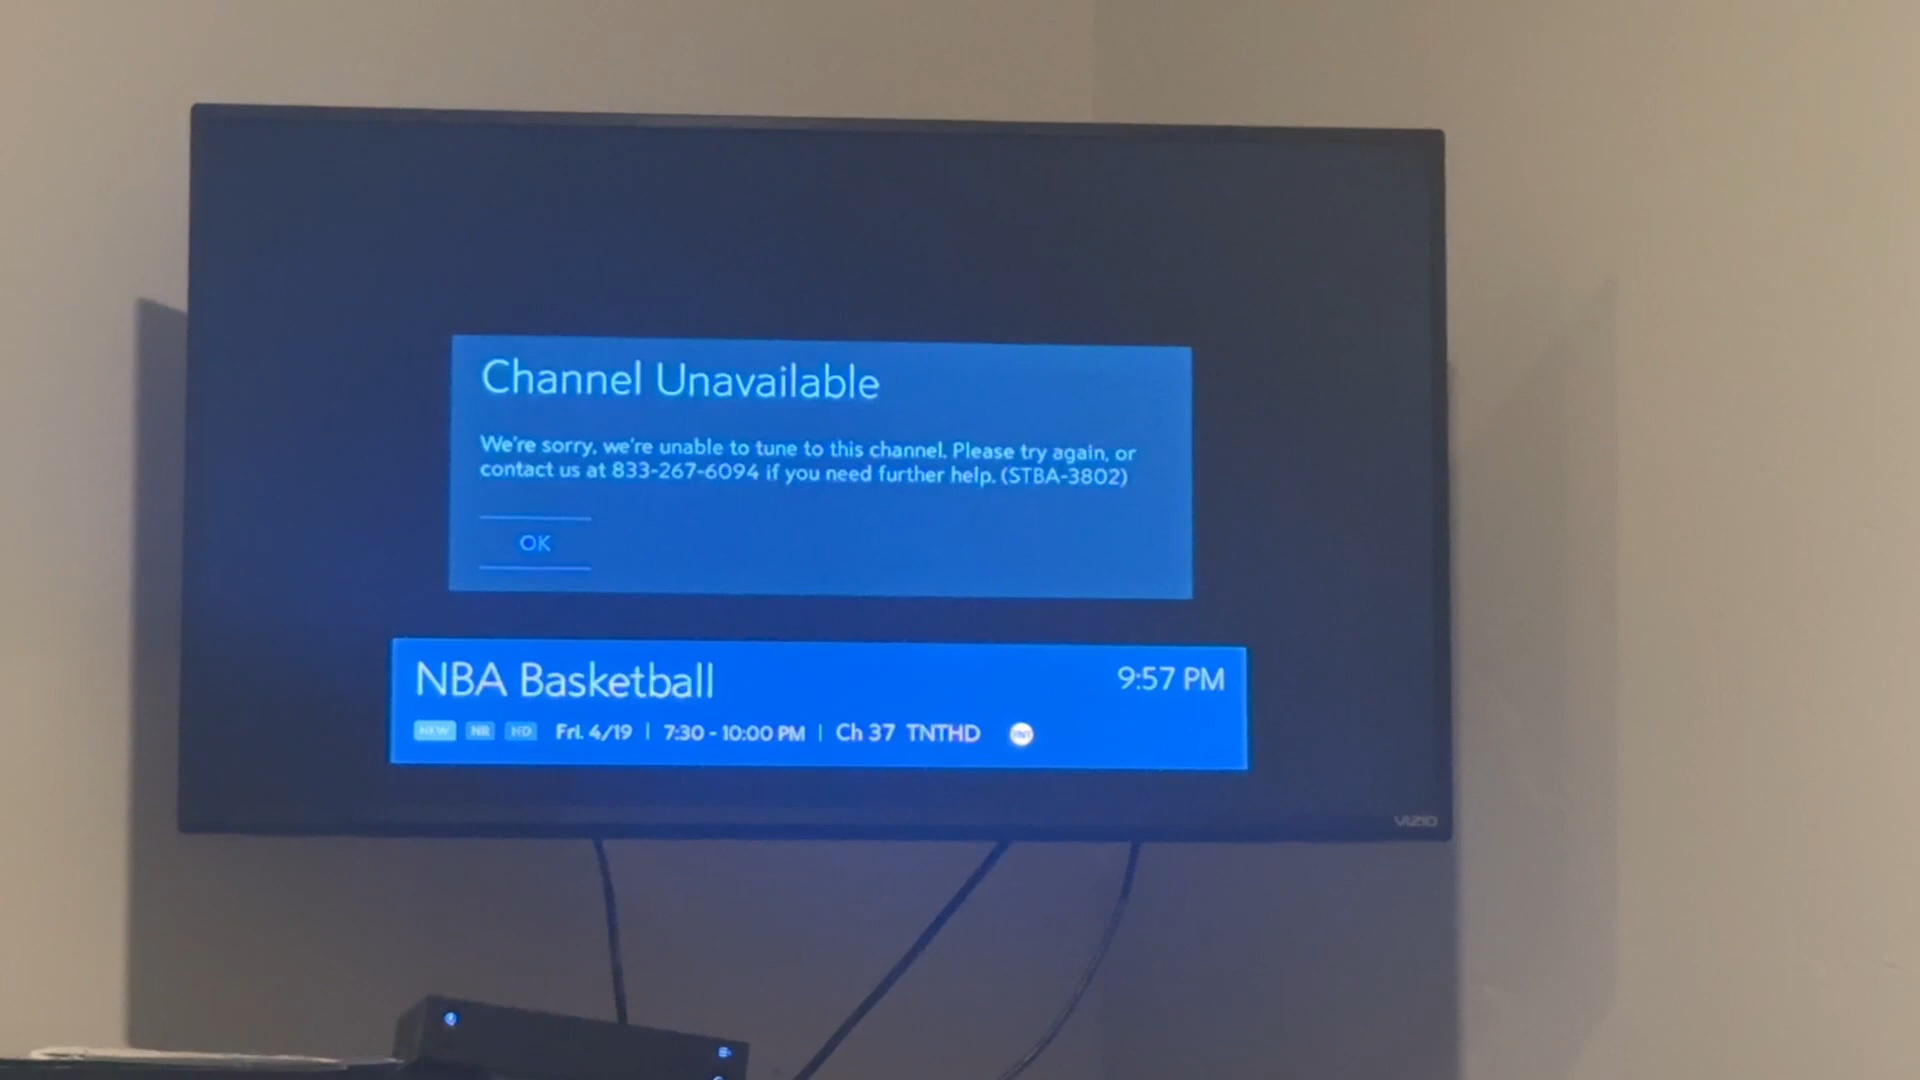 Channel Unavailable
We're sorry, we're unable to tune to this channel. Please try again, or
contact us at 833-267-6094 if you need further help. (STBA-3802)
OK
NBA Basketball
9:57 PM
NEW NR HD Fri. 4/19 | 7:30 - 10:00 PM | Ch 37 TNTHD TNT
VIZIO